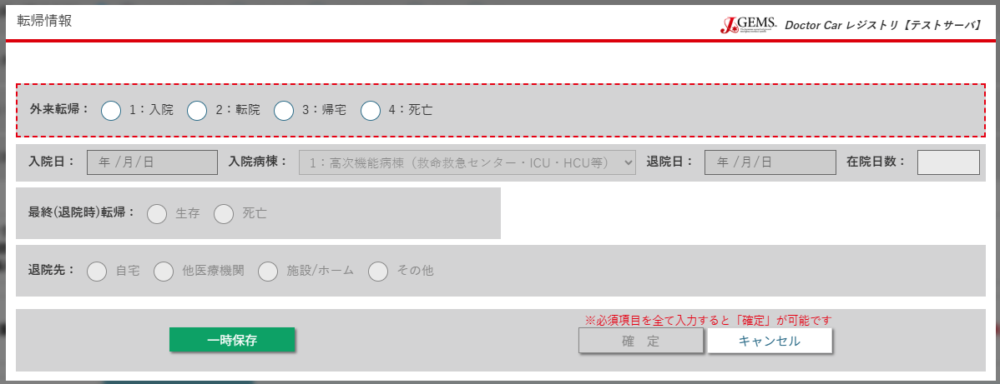 転帰情報
J-GEMS Doctor Car レジストリ【テストサーバ】
外来転帰： 1：入院 2：転院 3：帰宅 4：死亡
入院日： 年 /月/日 入院病棟： 1：高次機能病棟（救命救急センター・ICU・HCU等） 退院日： 年 /月/日 在院日数：
最終(退院時)転帰： 生存 死亡
退院先： 自宅 他医療機関 施設/ホーム その他
※必須項目を全て入力すると「確定」が可能です
一時保存 確　定 キャンセル